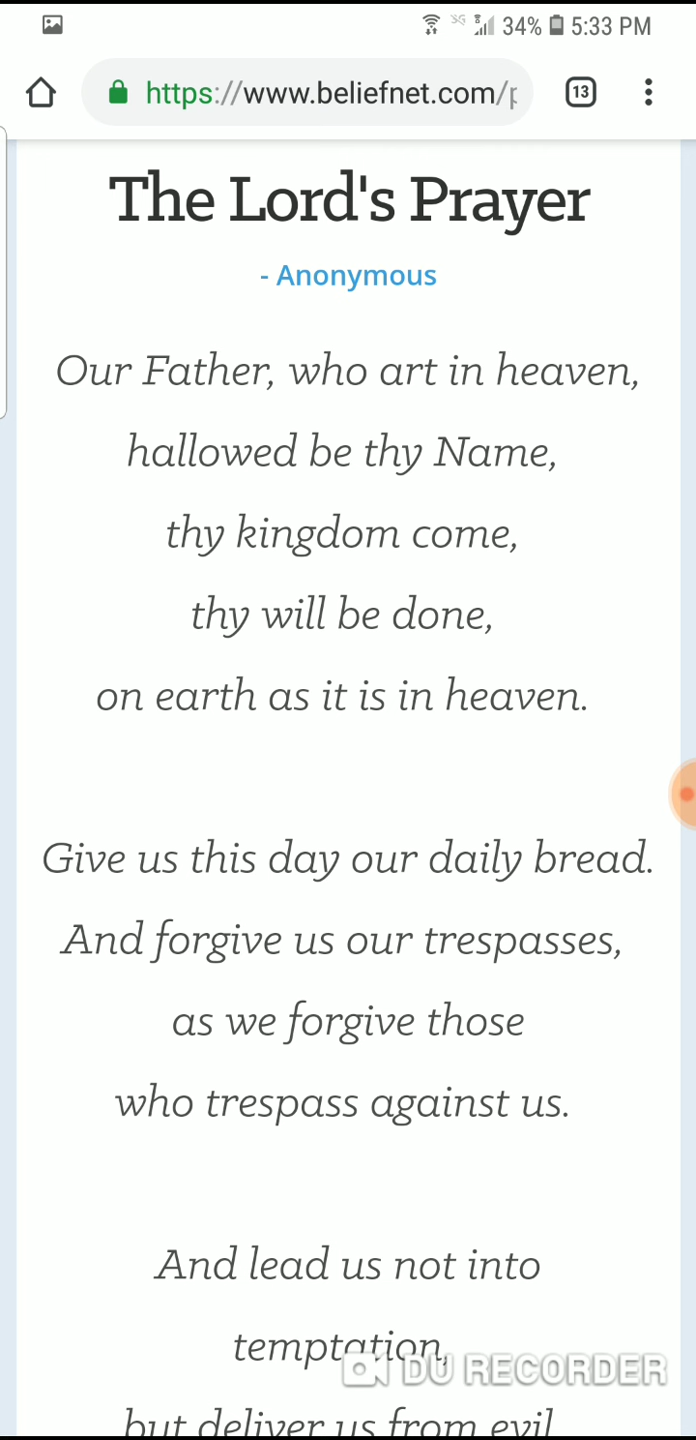 34% 5:33 PM
https://www.beliefnet.com/p
13
The Lord's Prayer
- Anonymous
Our Father, who art in heaven,
hallowed be thy Name,
thy kingdom come,
thy will be done,
on earth as it is in heaven.
Give us this day our daily bread.
And forgive us our trespasses,
as we forgive those
who trespass against us.
And lead us not into
temptation,
DU RECORDER
but deliver us from evil